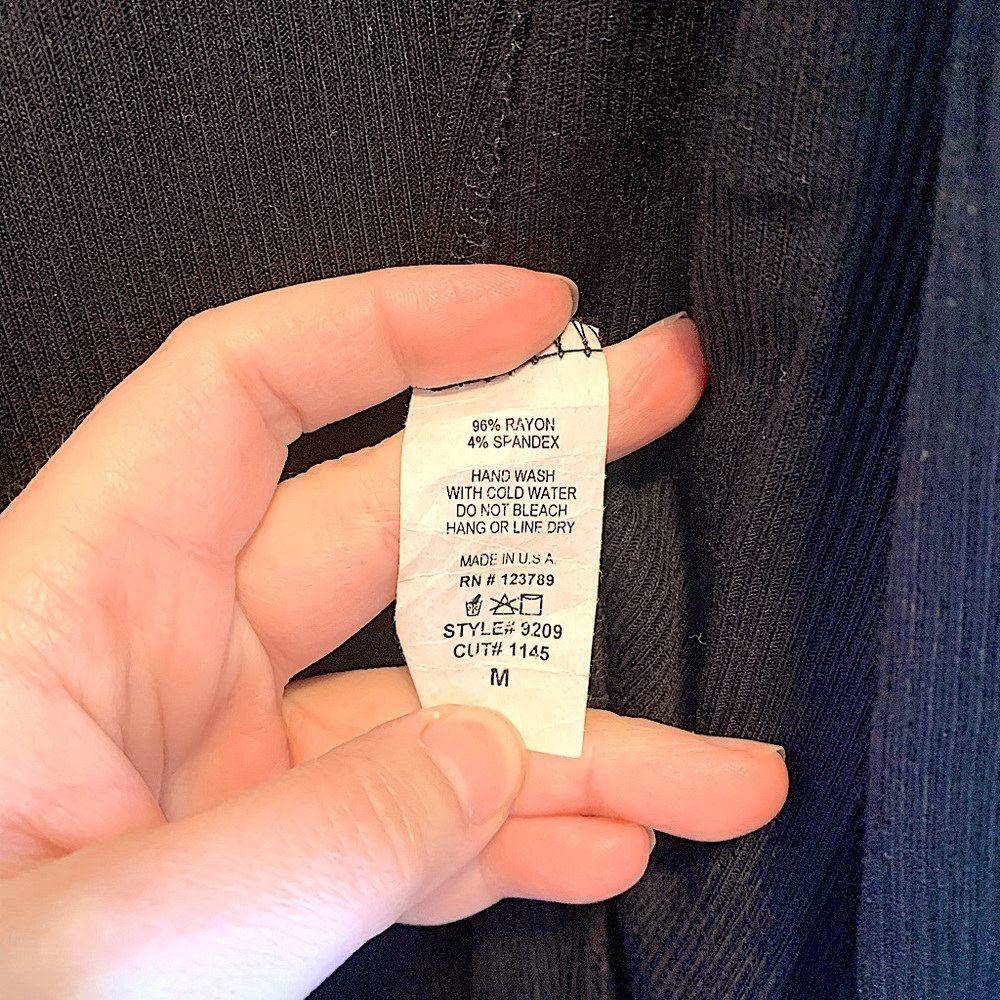 96% RAYON
4% SPANDEX
HAND WASH
WITH COLD WATER
DO NOT BLEACH
HANG OR LINE DRY
MADE IN U.S.A.
RN # 123789
STYLE# 9209
CUT# 1145
M